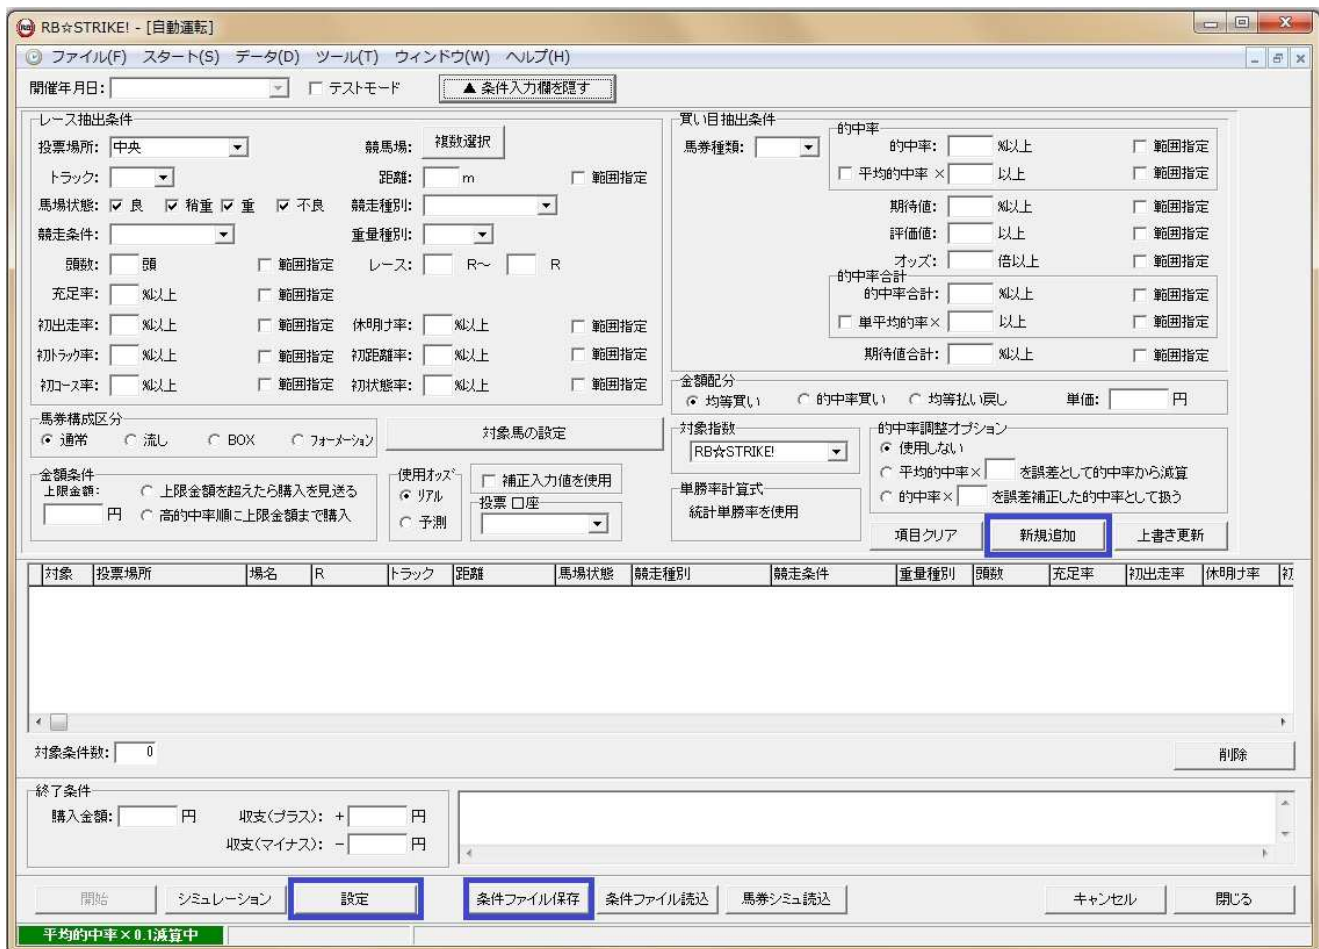 RB☆STRIKE! - [自動運転]
ファイル(F) スタート(S) データ(D) ツール(T) ウィンドウ(W) ヘルプ(H)
開催年月日: テストモード ▲条件入力欄を隠す
レース抽出条件
投票場所: 中央 競馬場: 複数選択
トラック: 距離: m 範囲指定
馬場状態: 良 稍重 重 不良 競走種別:
競走条件: 重量種別:
頭数: 頭 範囲指定 レース: R～ R
充足率: %以上 範囲指定
初出走率: %以上 範囲指定 休明け率: %以上 範囲指定
初トラック率: %以上 範囲指定 初距離率: %以上 範囲指定
初コース率: %以上 範囲指定 初状態率: %以上 範囲指定
買い目抽出条件
馬券種類:
的中率
的中率: %以上 範囲指定
平均的中率× 以上 範囲指定
期待値: %以上 範囲指定
評価値: 以上 範囲指定
オッズ: 倍以上 範囲指定
的中率合計
的中率合計: %以上 範囲指定
単平均的率× 以上 範囲指定
期待値合計: %以上 範囲指定
金額配分
均等買い 的中率買い 均等払い戻し 単価: 円
馬券構成区分
通常 流し BOX フォーメーション
対象馬の設定
金額条件
上限金額: 円
上限金額を超えたら購入を見送る
高的中率順に上限金額まで購入
使用オッズ
リアル
予測
補正入力値を使用
投票口座
対象指数
RB☆STRIKE!
単勝率計算式
統計単勝率を使用
的中率調整オプション
使用しない
平均的中率× を誤差として的中率から減算
的中率× を誤差補正した的中率として扱う
項目クリア 新規追加 上書き更新
対象 投票場所 場名 R トラック 距離 馬場状態 競走種別 競走条件 重量種別 頭数 充足率 初出走率 休明け率 初
対象条件数: 0 削除
終了条件
購入金額: 円 収支(プラス): + 円
収支(マイナス): － 円
開始 シミュレーション 設定 条件ファイル保存 条件ファイル読込 馬券シミュ読込 キャンセル 閉じる
平均的中率×0.1減算中